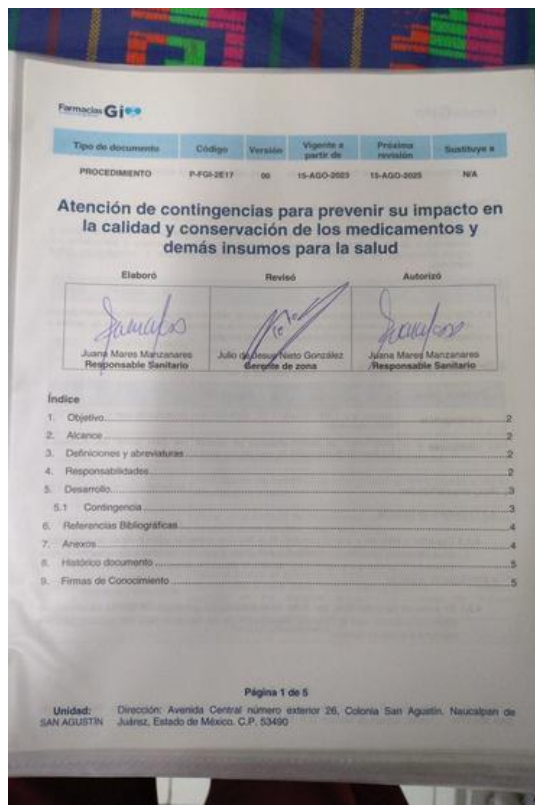 Farmacias Gi
Tipo de documento Código Versión Vigente a partir de Próxima revisión Sustituye a
PROCEDIMIENTO P-FGI-2E17 00 15-AGO-2023 15-AGO-2025 N/A
Atención de contingencias para prevenir su impacto en
la calidad y conservación de los medicamentos y
demás insumos para la salud
Elaboró Revisó Autorizó
Juana Mares Manzanares Julio de Jesus Nieto González Juana Mares Manzanares
Responsable Sanitario Gerente de zona Responsable Sanitario
Índice
1. Objetivo 2
2. Alcance 2
3. Definiciones y abreviaturas 2
4. Responsabilidades 2
5. Desarrollo 3
5.1 Contingencia 3
6. Referencias Bibliográficas 4
7. Anexos 4
8. Histórico documento 5
9. Firmas de Conocimiento 5
Página 1 de 5
Unidad: Dirección: Avenida Central número exterior 26, Colonia San Agustín, Naucalpan de
SAN AGUSTÍN Juárez, Estado de México. C.P. 53490